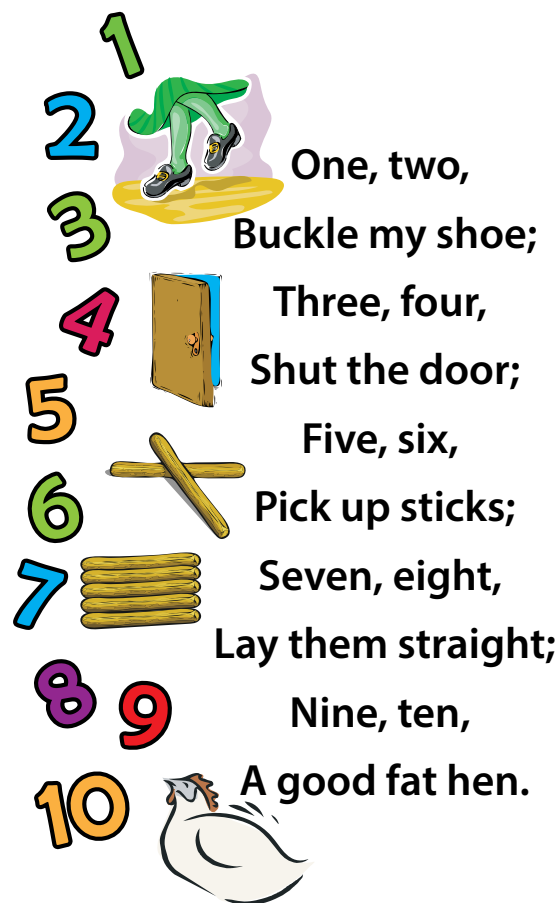 1
2
One, two,
3
Buckle my shoe;
4
Three, four,
Shut the door;
5
Five, six,
6
Pick up sticks;
7
Seven, eight,
Lay them straight;
8
9
Nine, ten,
10
A good fat hen.